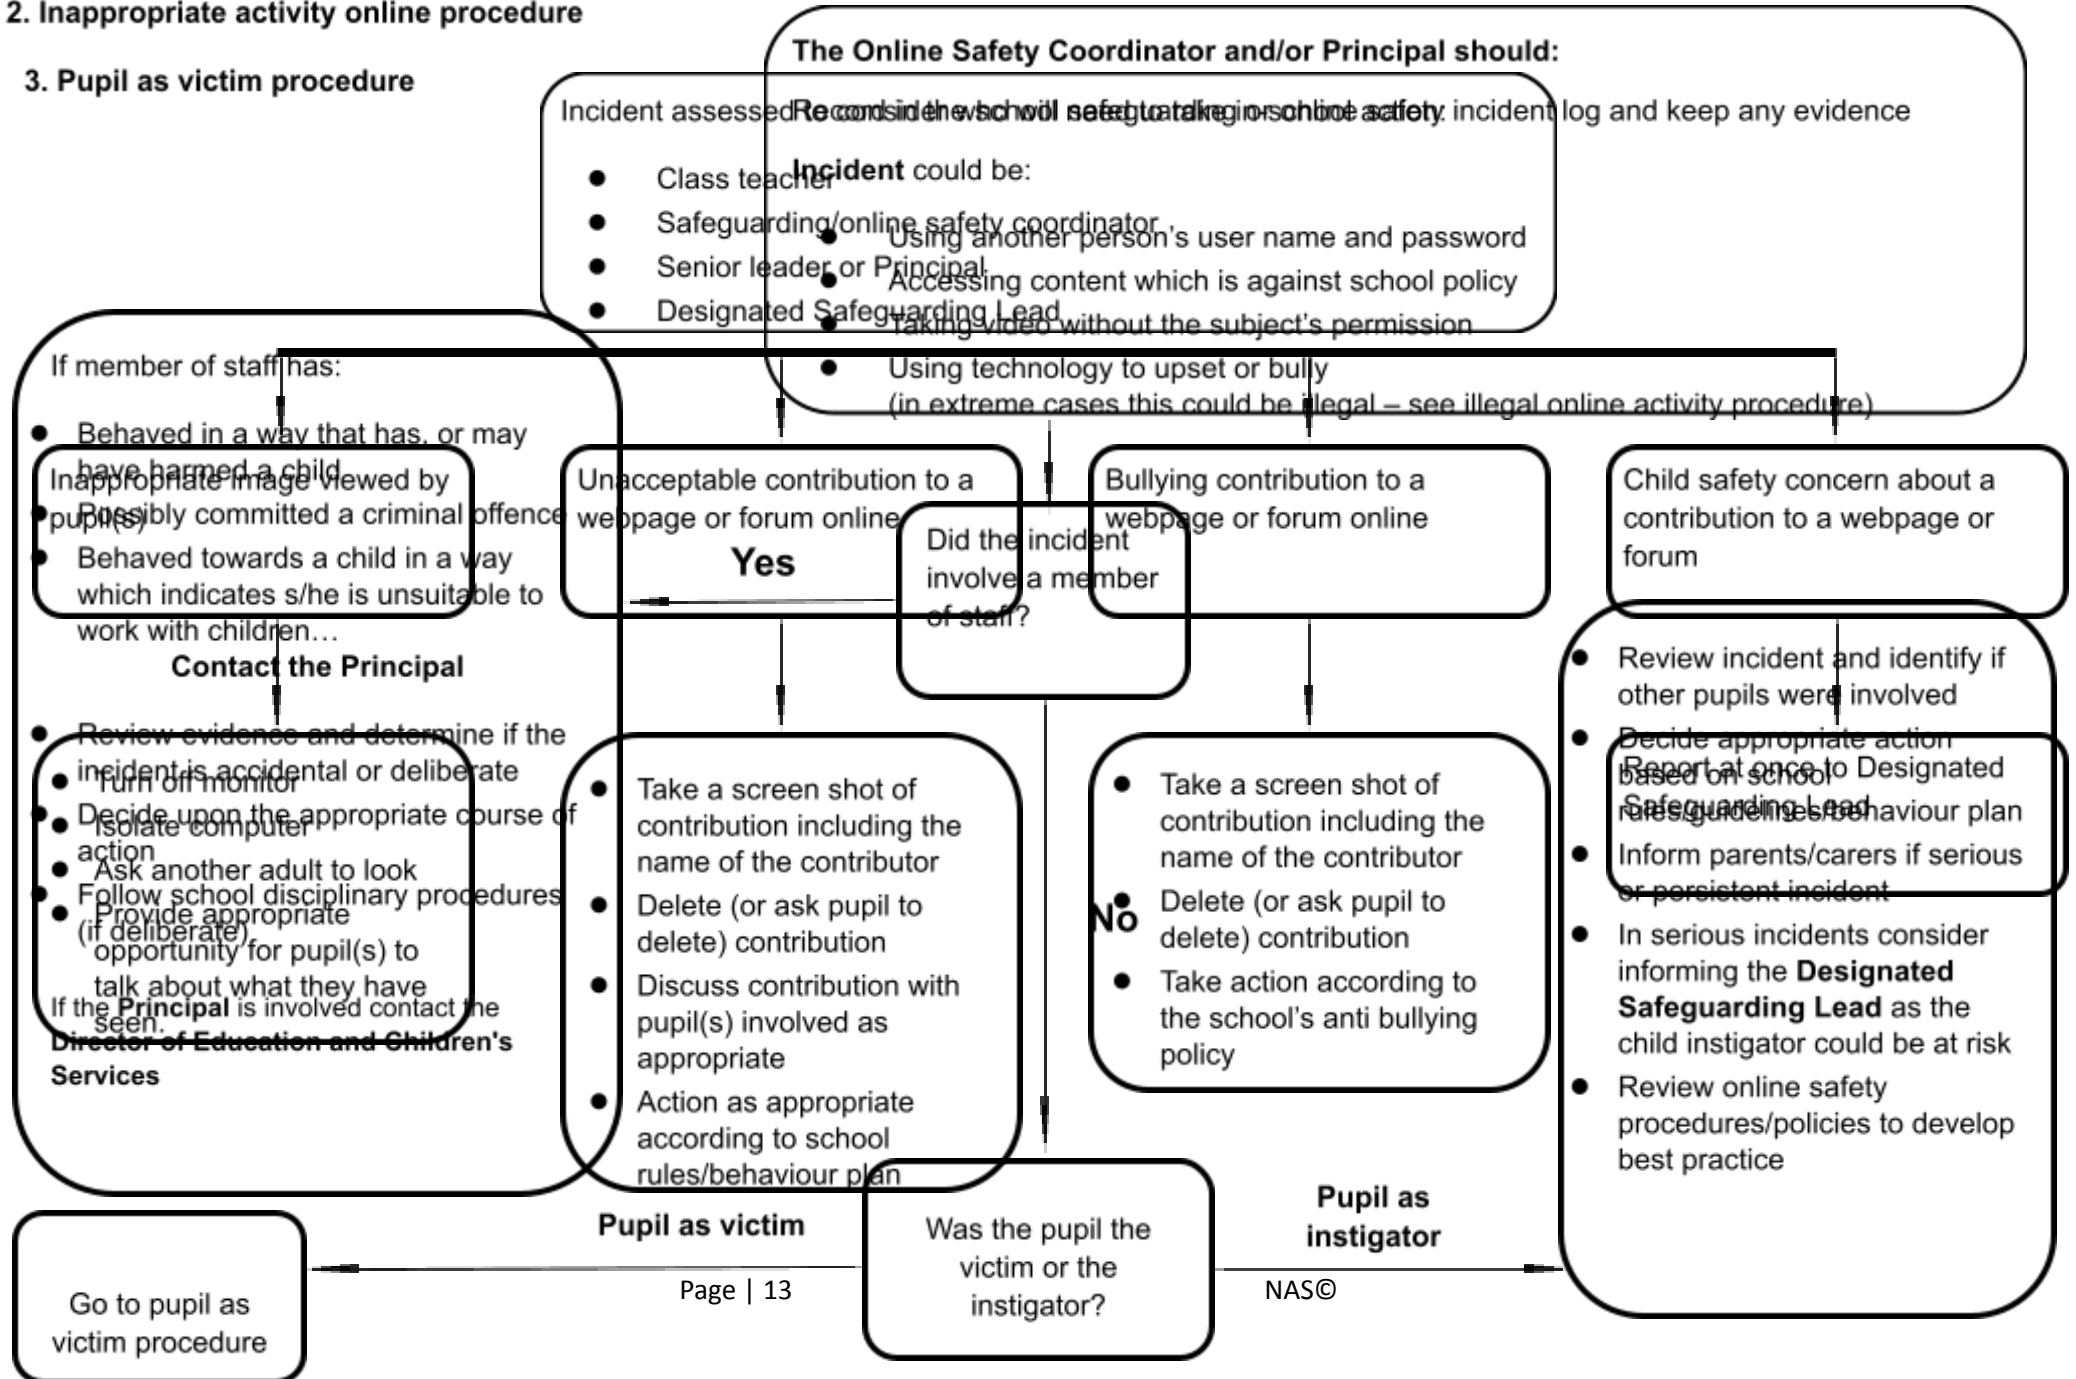 2. Inappropriate activity online procedure
3. Pupil as victim procedure
The Online Safety Coordinator and/or Principal should:
Record in the school safeguarding or online safety incident log and keep any evidence
Incident could be:
● Using another person's user name and password
● Accessing content which is against school policy
● Taking video without the subject's permission
● Using technology to upset or bully
(in extreme cases this could be illegal – see illegal online activity procedure)
Incident assessed to consider who will need to take in-school action:
● Class teacher
● Safeguarding/online safety coordinator
● Senior leader or Principal
● Designated Safeguarding Lead
If member of staff has:
● Behaved in a way that has, or may
have harmed a child
● Possibly committed a criminal offence
● Behaved towards a child in a way
which indicates s/he is unsuitable to
work with children…
Contact the Principal
● Review evidence and determine if the
incident is accidental or deliberate
● Decide upon the appropriate course of
action
● Follow school disciplinary procedures
(if deliberate)
If the Principal is involved contact the
Director of Education and Children's
Services
Inappropriate image viewed by
pupil(s)
● Turn off monitor
● Isolate computer
● Ask another adult to look
● Provide appropriate
opportunity for pupil(s) to
talk about what they have
seen.
Unacceptable contribution to a
webpage or forum online
● Take a screen shot of
contribution including the
name of the contributor
● Delete (or ask pupil to
delete) contribution
● Discuss contribution with
pupil(s) involved as
appropriate
● Action as appropriate
according to school
rules/behaviour plan
Yes
Did the incident
involve a member
of staff?
No
Bullying contribution to a
webpage or forum online
● Take a screen shot of
contribution including the
name of the contributor
● Delete (or ask pupil to
delete) contribution
● Take action according to
the school's anti bullying
policy
Child safety concern about a
contribution to a webpage or
forum
Report at once to Designated
Safeguarding Lead
● Review incident and identify if
other pupils were involved
● Decide appropriate action
based on school
rules/guidelines/behaviour plan
● Inform parents/carers if serious
or persistent incident
● In serious incidents consider
informing the Designated
Safeguarding Lead as the
child instigator could be at risk
● Review online safety
procedures/policies to develop
best practice
Pupil as victim
Was the pupil the
victim or the
instigator?
Pupil as
instigator
Go to pupil as
victim procedure
Page | 13
NAS©